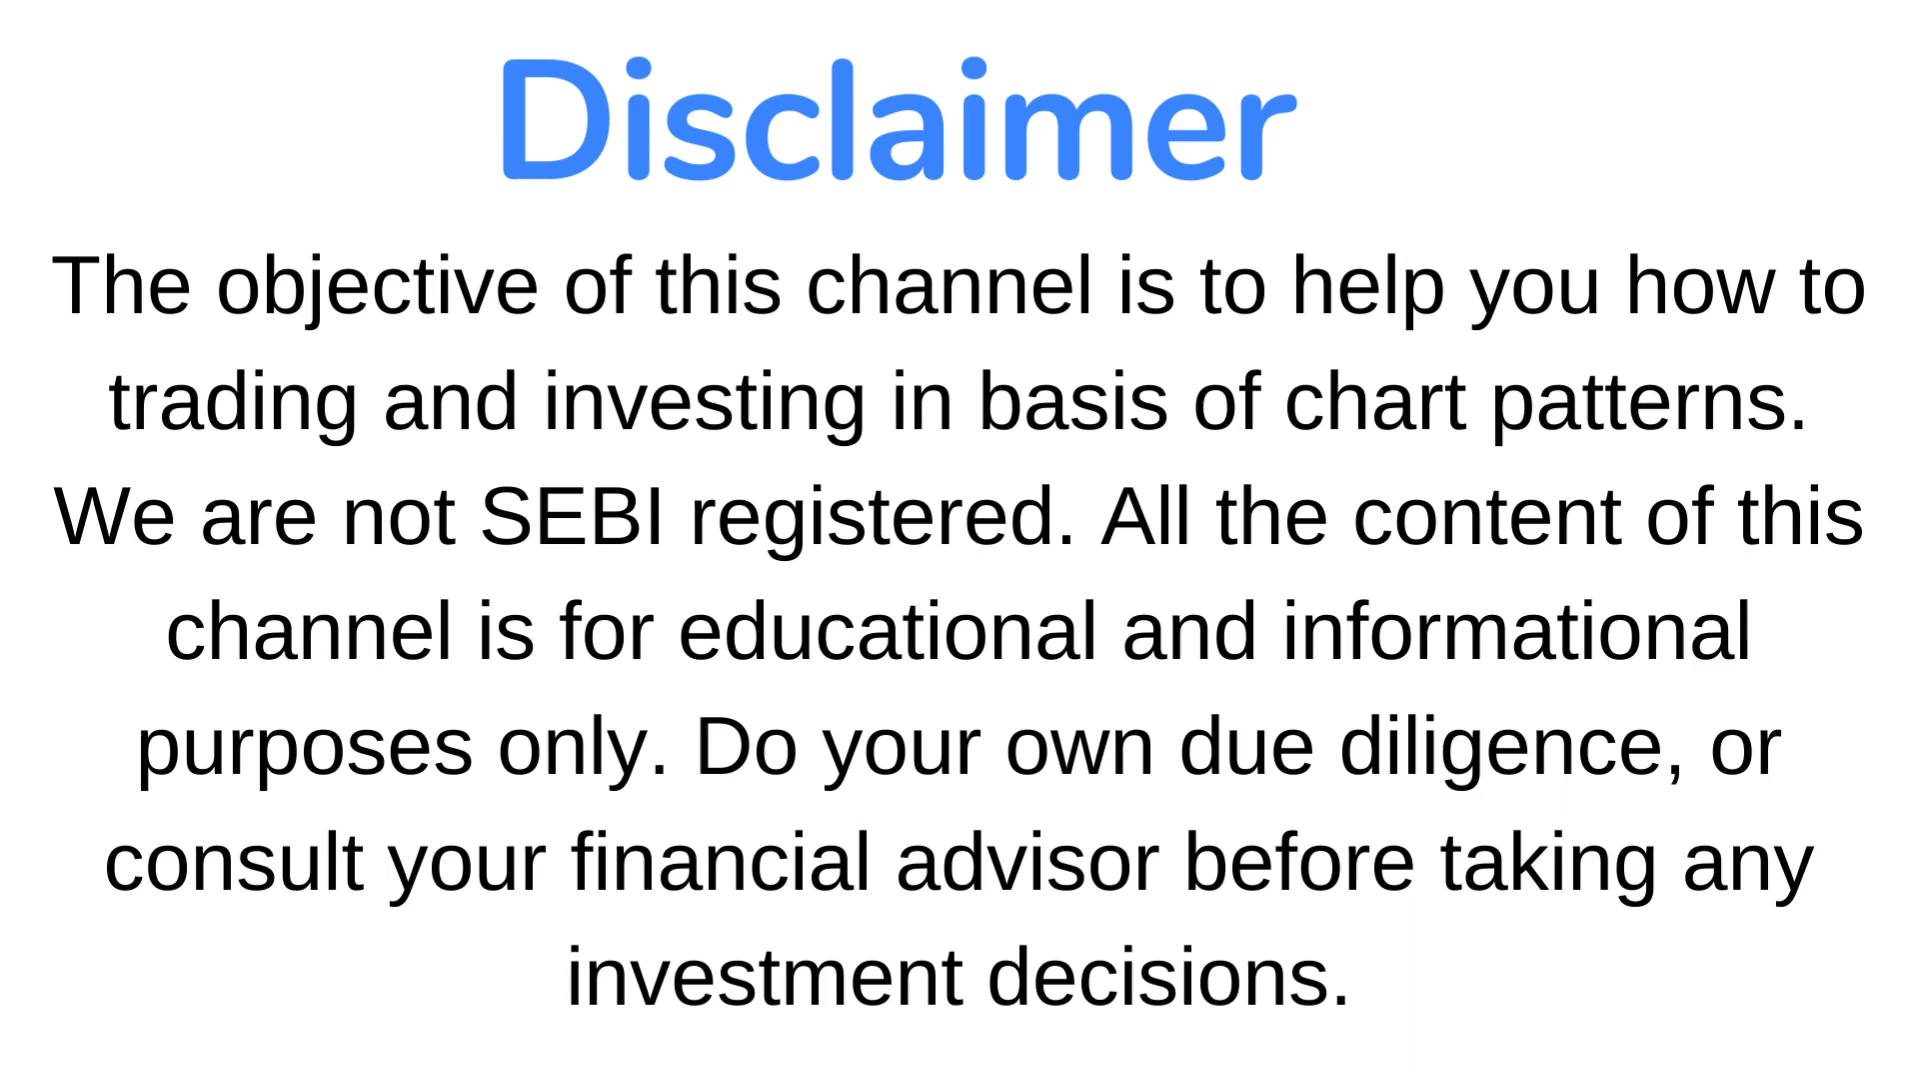 Disclaimer
The objective of this channel is to help you how to
trading and investing in basis of chart patterns.
We are not SEBI registered. All the content of this
channel is for educational and informational
purposes only. Do your own due diligence, or
consult your financial advisor before taking any
investment decisions.